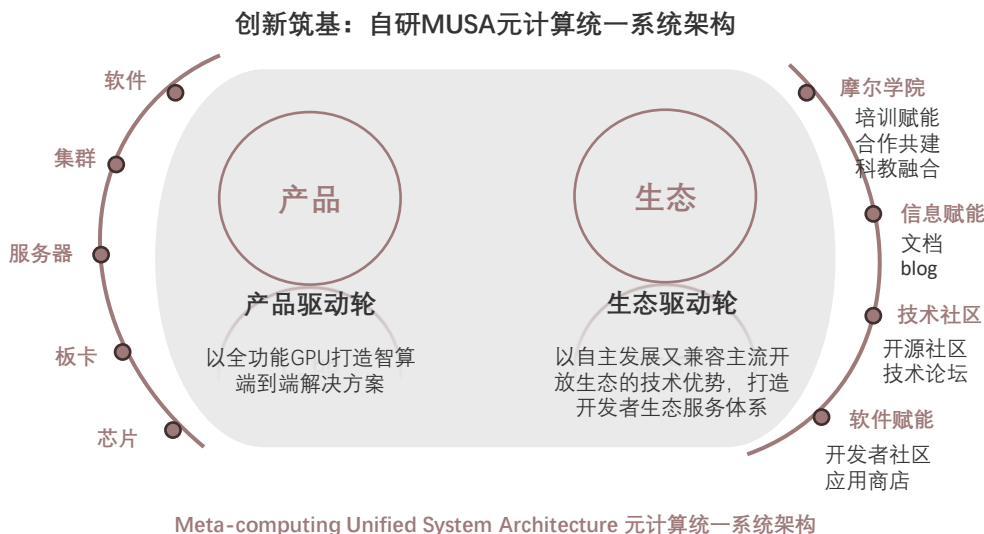 创新筑基：自研MUSA元计算统一系统架构
软件
集群
服务器
板卡
芯片
产品
产品驱动轮
以全功能GPU打造智算
端到端解决方案
生态
生态驱动轮
以自主发展又兼容主流开
放生态的技术优势，打造
开发者生态服务体系
摩尔学院
培训赋能
合作共建
科教融合
信息赋能
文档
blog
技术社区
开源社区
技术论坛
软件赋能
开发者社区
应用商店
Meta-computing Unified System Architecture 元计算统一系统架构